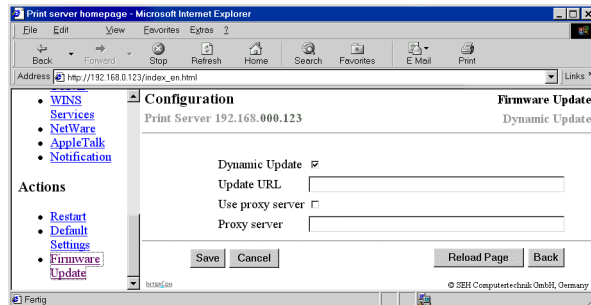 Print server homepage - Microsoft Internet Explorer
File Edit View Favorites Extras ?
Back Forward Stop Refresh Home Search Favorites E Mail Print
Address http://192.168.0.123/index_en.html Links
WINS
Services
NetWare
AppleTalk
Notification
Actions
Restart
Default
Settings
Firmware
Update
Configuration Firmware Update
Print Server 192.168.000.123 Dynamic Update
Dynamic Update
Update URL
Use proxy server
Proxy server
Save Cancel Reload Page Back
InterCon © SEH Computertechnik GmbH, Germany
Fertig